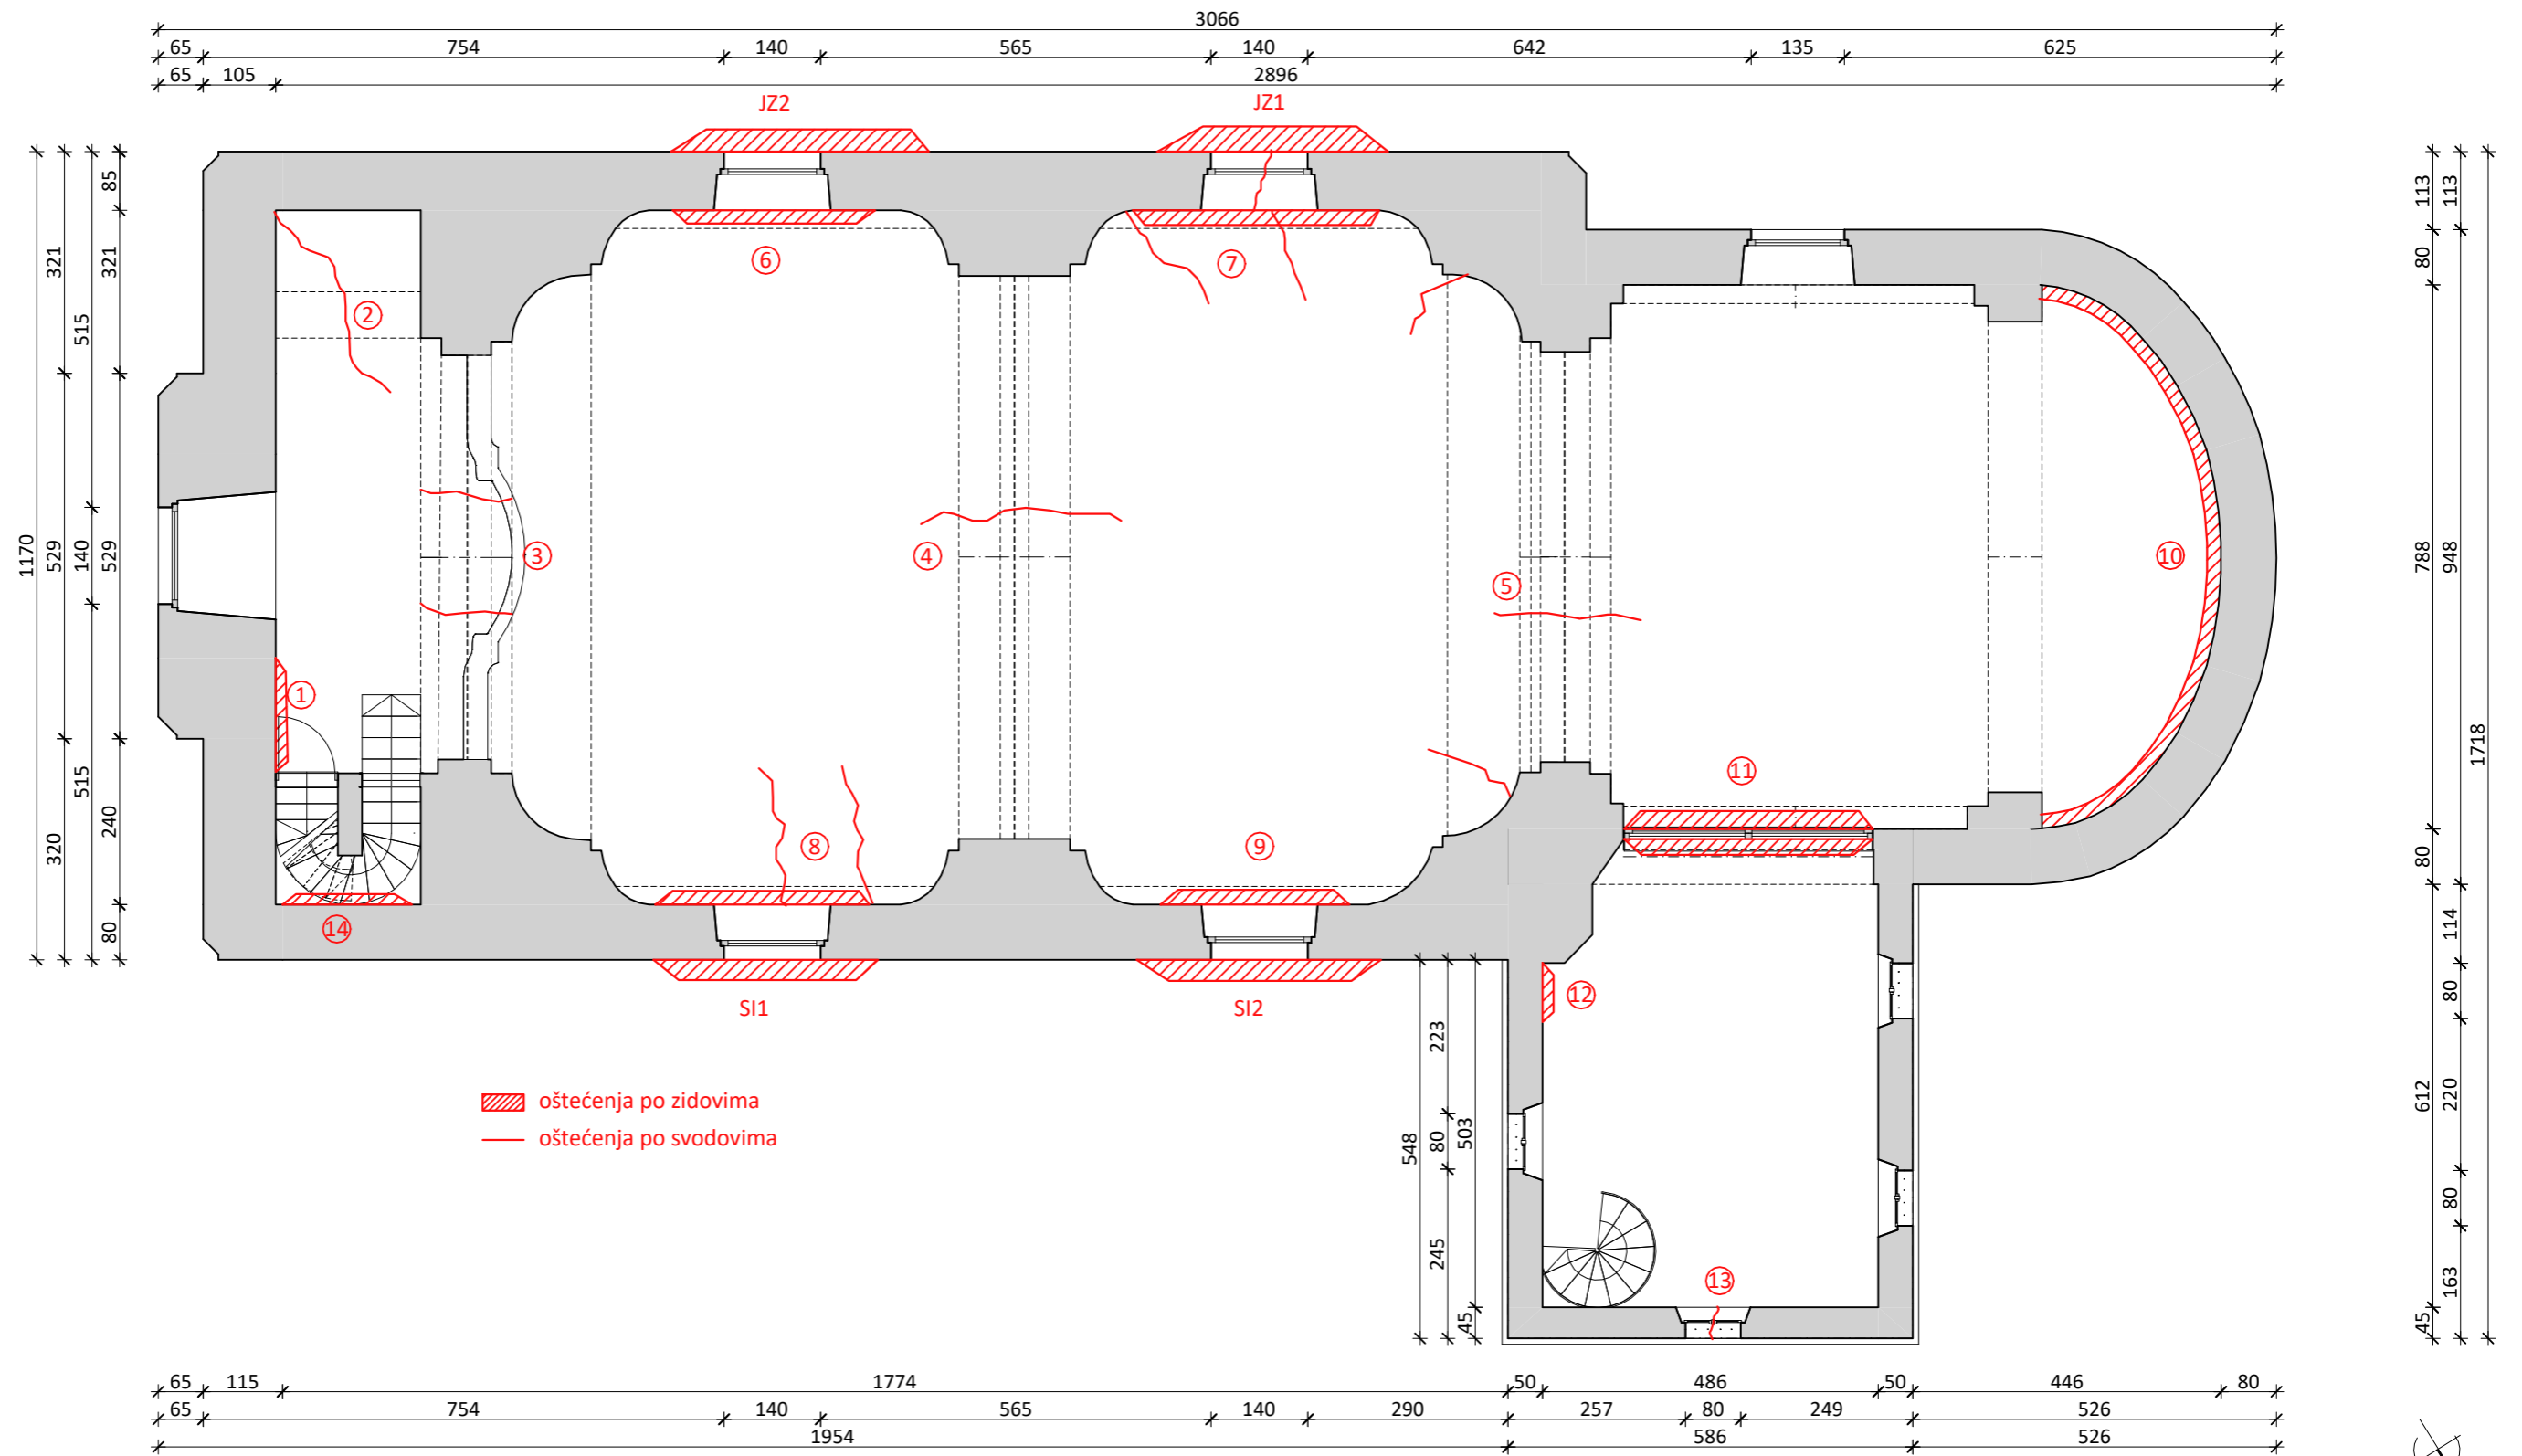 3066
65 754 140 565 140 642 135 625
65 105 2896
JZ2 JZ1
1170
321 529 320
515 140 515
85 321 529 240 80
113 80 788 80 612 45
113 948 114 80 220 80 163
1718
6 7
2
3 4 5 10
1
11
8 9
14
12
SI1 SI2
13
oštećenja po zidovima
oštećenja po svodovima
548
223 80 245
503 45
65 115 1774 50 486 50 446 80
65 754 140 565 140 290 257 80 249 526
1954 586 526